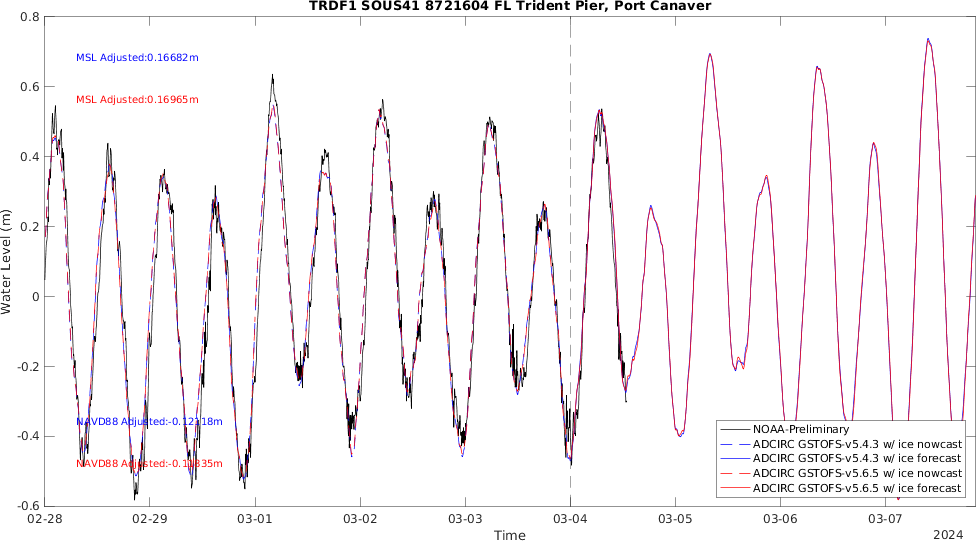 TRDF1 SOUS41 8721604 FL Trident Pier, Port Canaver
0.8
0.6
0.4
0.2
0
-0.2
-0.4
-0.6
Water Level (m)
MSL Adjusted:0.16682m
MSL Adjusted:0.16965m
NAVD88 Adjusted:-0.12118m
NAVD88 Adjusted:-0.11835m
NOAA-Preliminary
ADCIRC GSTOFS-v5.4.3 w/ ice nowcast
ADCIRC GSTOFS-v5.4.3 w/ ice forecast
ADCIRC GSTOFS-v5.6.5 w/ ice nowcast
ADCIRC GSTOFS-v5.6.5 w/ ice forecast
02-28 02-29 03-01 03-02 03-03 03-04 03-05 03-06 03-07
Time
2024